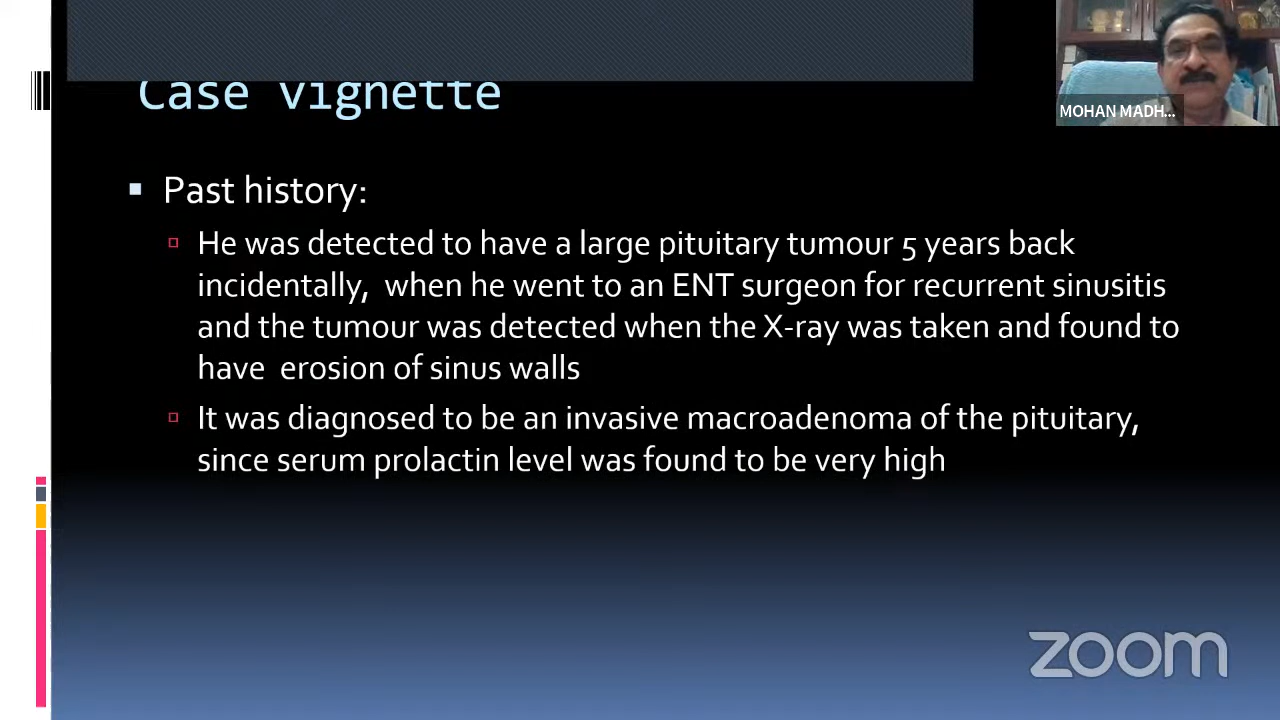 Case vignette
MOHAN MADH...
Past history:
He was detected to have a large pituitary tumour 5 years back
incidentally, when he went to an ENT surgeon for recurrent sinusitis
and the tumour was detected when the X-ray was taken and found to
have erosion of sinus walls
It was diagnosed to be an invasive macroadenoma of the pituitary,
since serum prolactin level was found to be very high
zoom